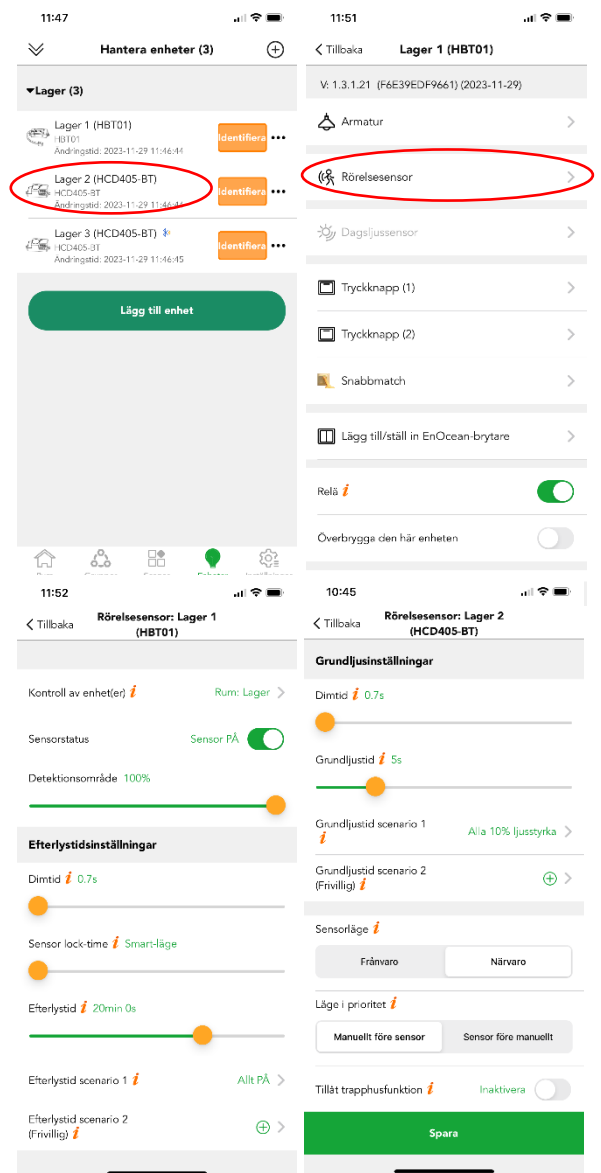 11:47
Hantera enheter (3)
Lager (3)
Lager 1 (HBT01)
HBT01
Ändringstid: 2023-11-29 11:46:44
Identifiera
Lager 2 (HCD405-BT)
HCD405-BT
Ändringstid: 2023-11-29 11:46:44
Identifiera
Lager 3 (HCD405-BT)
HCD405-BT
Ändringstid: 2023-11-29 11:46:45
Identifiera
Lägg till enhet
11:51
Tillbaka Lager 1 (HBT01)
V: 1.3.1.21 (F6E39EDF9661) (2023-11-29)
Armatur
Rörelsesensor
Dagsljussensor
Tryckknapp (1)
Tryckknapp (2)
Snabbmatch
Lägg till/ställ in EnOcean-brytare
Relä i
Överbrygga den här enheten
11:52
Tillbaka
Rörelsesensor: Lager 1
(HBT01)
Kontroll av enhet(er) i Rum: Lager
Sensorstatus Sensor PÅ
Detektionsområde 100%
Efterlystidsinställningar
Dimtid i 0.7s
Sensor lock-time i Smart-läge
Efterlystid i 20min 0s
Efterlystid scenario 1 i Allt PÅ
Efterlystid scenario 2
(Frivillig) i
10:45
Tillbaka
Rörelsesensor: Lager 2
(HCD405-BT)
Grundljusinställningar
Dimtid i 0.7s
Grundljustid i 5s
Grundljustid scenario 1
i
Alla 10% ljusstyrka
Grundljustid scenario 2
(Frivillig) i
Sensorläge i
Frånvaro Närvaro
Läge i prioritet i
Manuellt före sensor Sensor före manuellt
Tillåt trapphusfunktion i Inaktivera
Spara